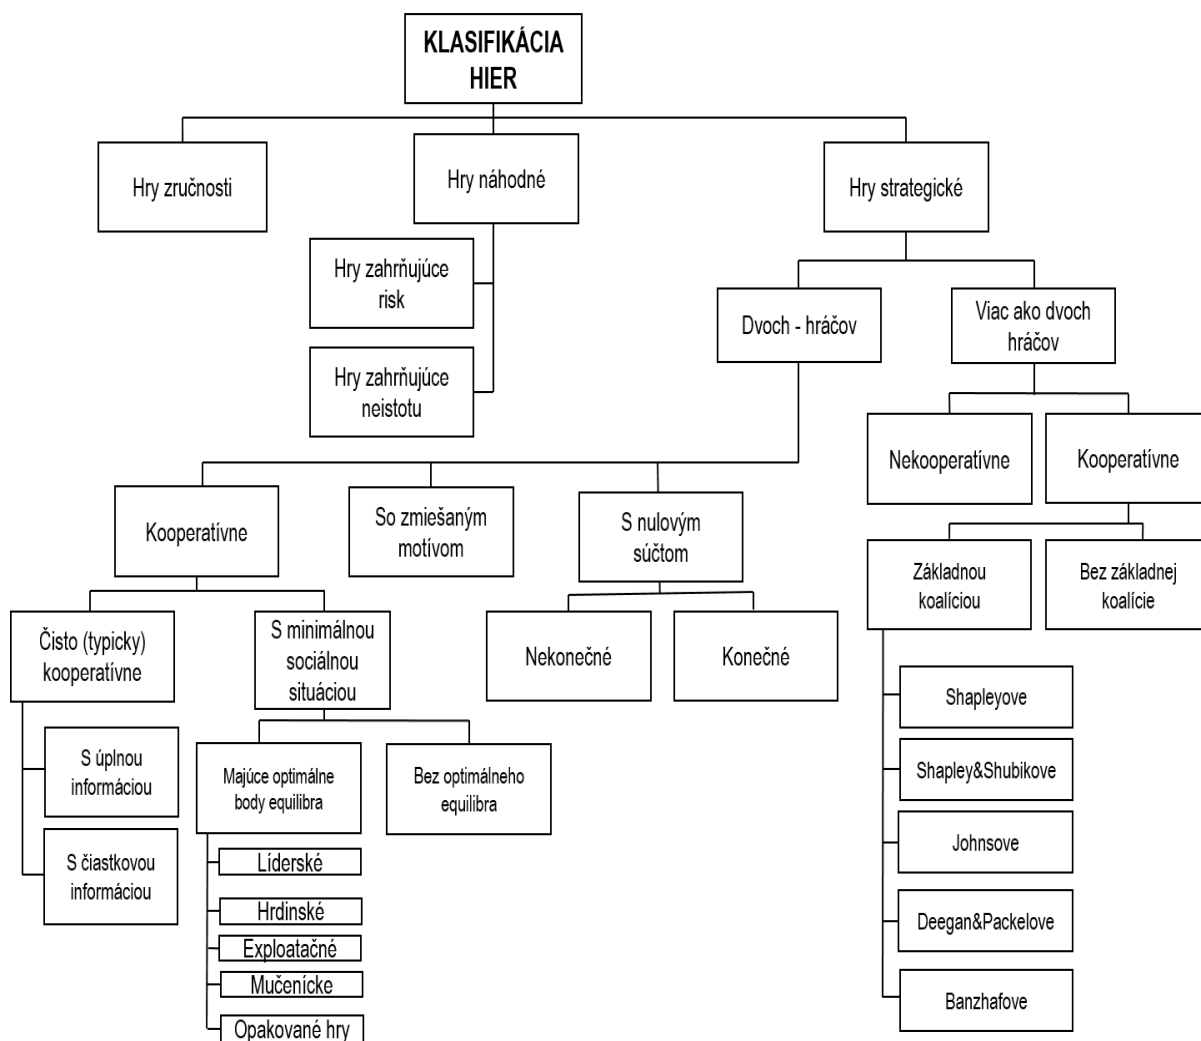 KLASIFIKÁCIA
HIER
Hry zručnosti
Hry náhodné
Hry strategické
Hry zahrňujúce
risk
Hry zahrňujúce
neistotu
Dvoch - hráčov
Viac ako dvoch
hráčov
Nekooperatívne
Kooperatívne
Kooperatívne
So zmiešaným
motívom
S nulovým
súčtom
Základnou
koalíciou
Bez základnej
koalície
Čisto (typicky)
kooperatívne
S minimálnou
sociálnou
situáciou
Nekonečné
Konečné
S úplnou
informáciou
S čiastkovou
informáciou
Majúce optimálne
body equilibra
Bez optimálneho
equilibra
Líderské
Hrdinské
Exploatačné
Mučenícke
Opakované hry
Shapleyove
Shapley&Shubikove
Johnsove
Deegan&Packelove
Banzhafove